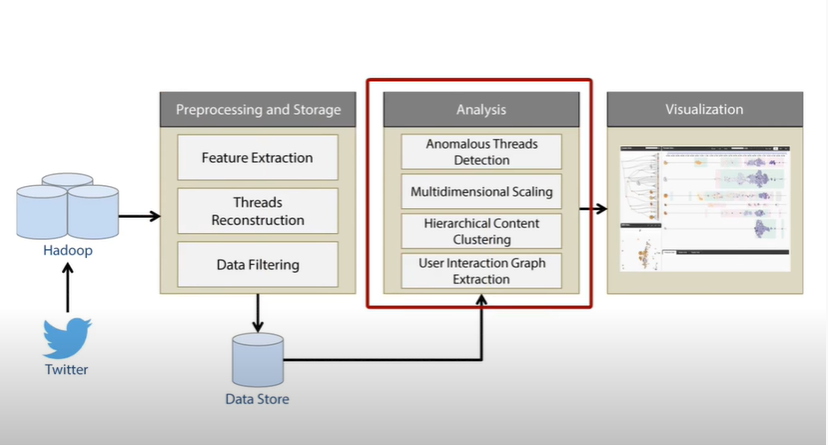 Preprocessing and Storage
Feature Extraction
Threads
Reconstruction
Data Filtering
Analysis
Anomalous Threads
Detection
Multidimensional Scaling
Hierarchical Content
Clustering
User Interaction Graph
Extraction
Visualization
Hadoop
Twitter
Data Store